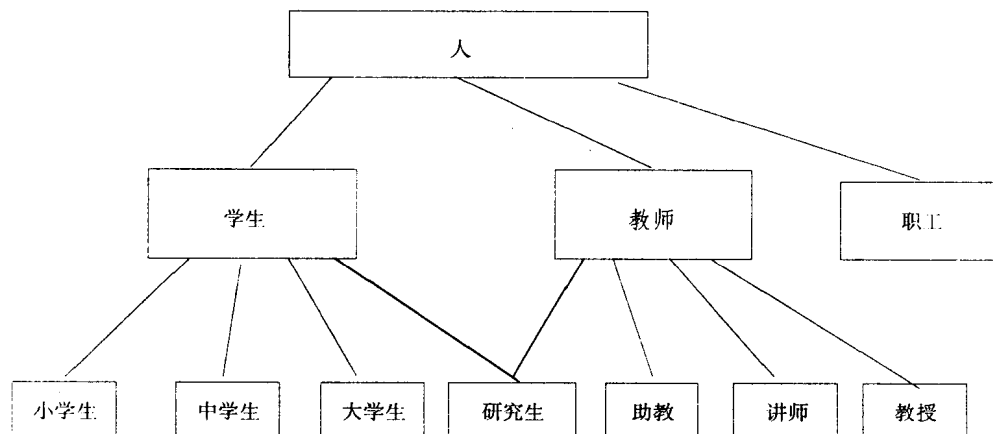 人
学生
教师
职工
小学生
中学生
大学生
研究生
助教
讲师
教授